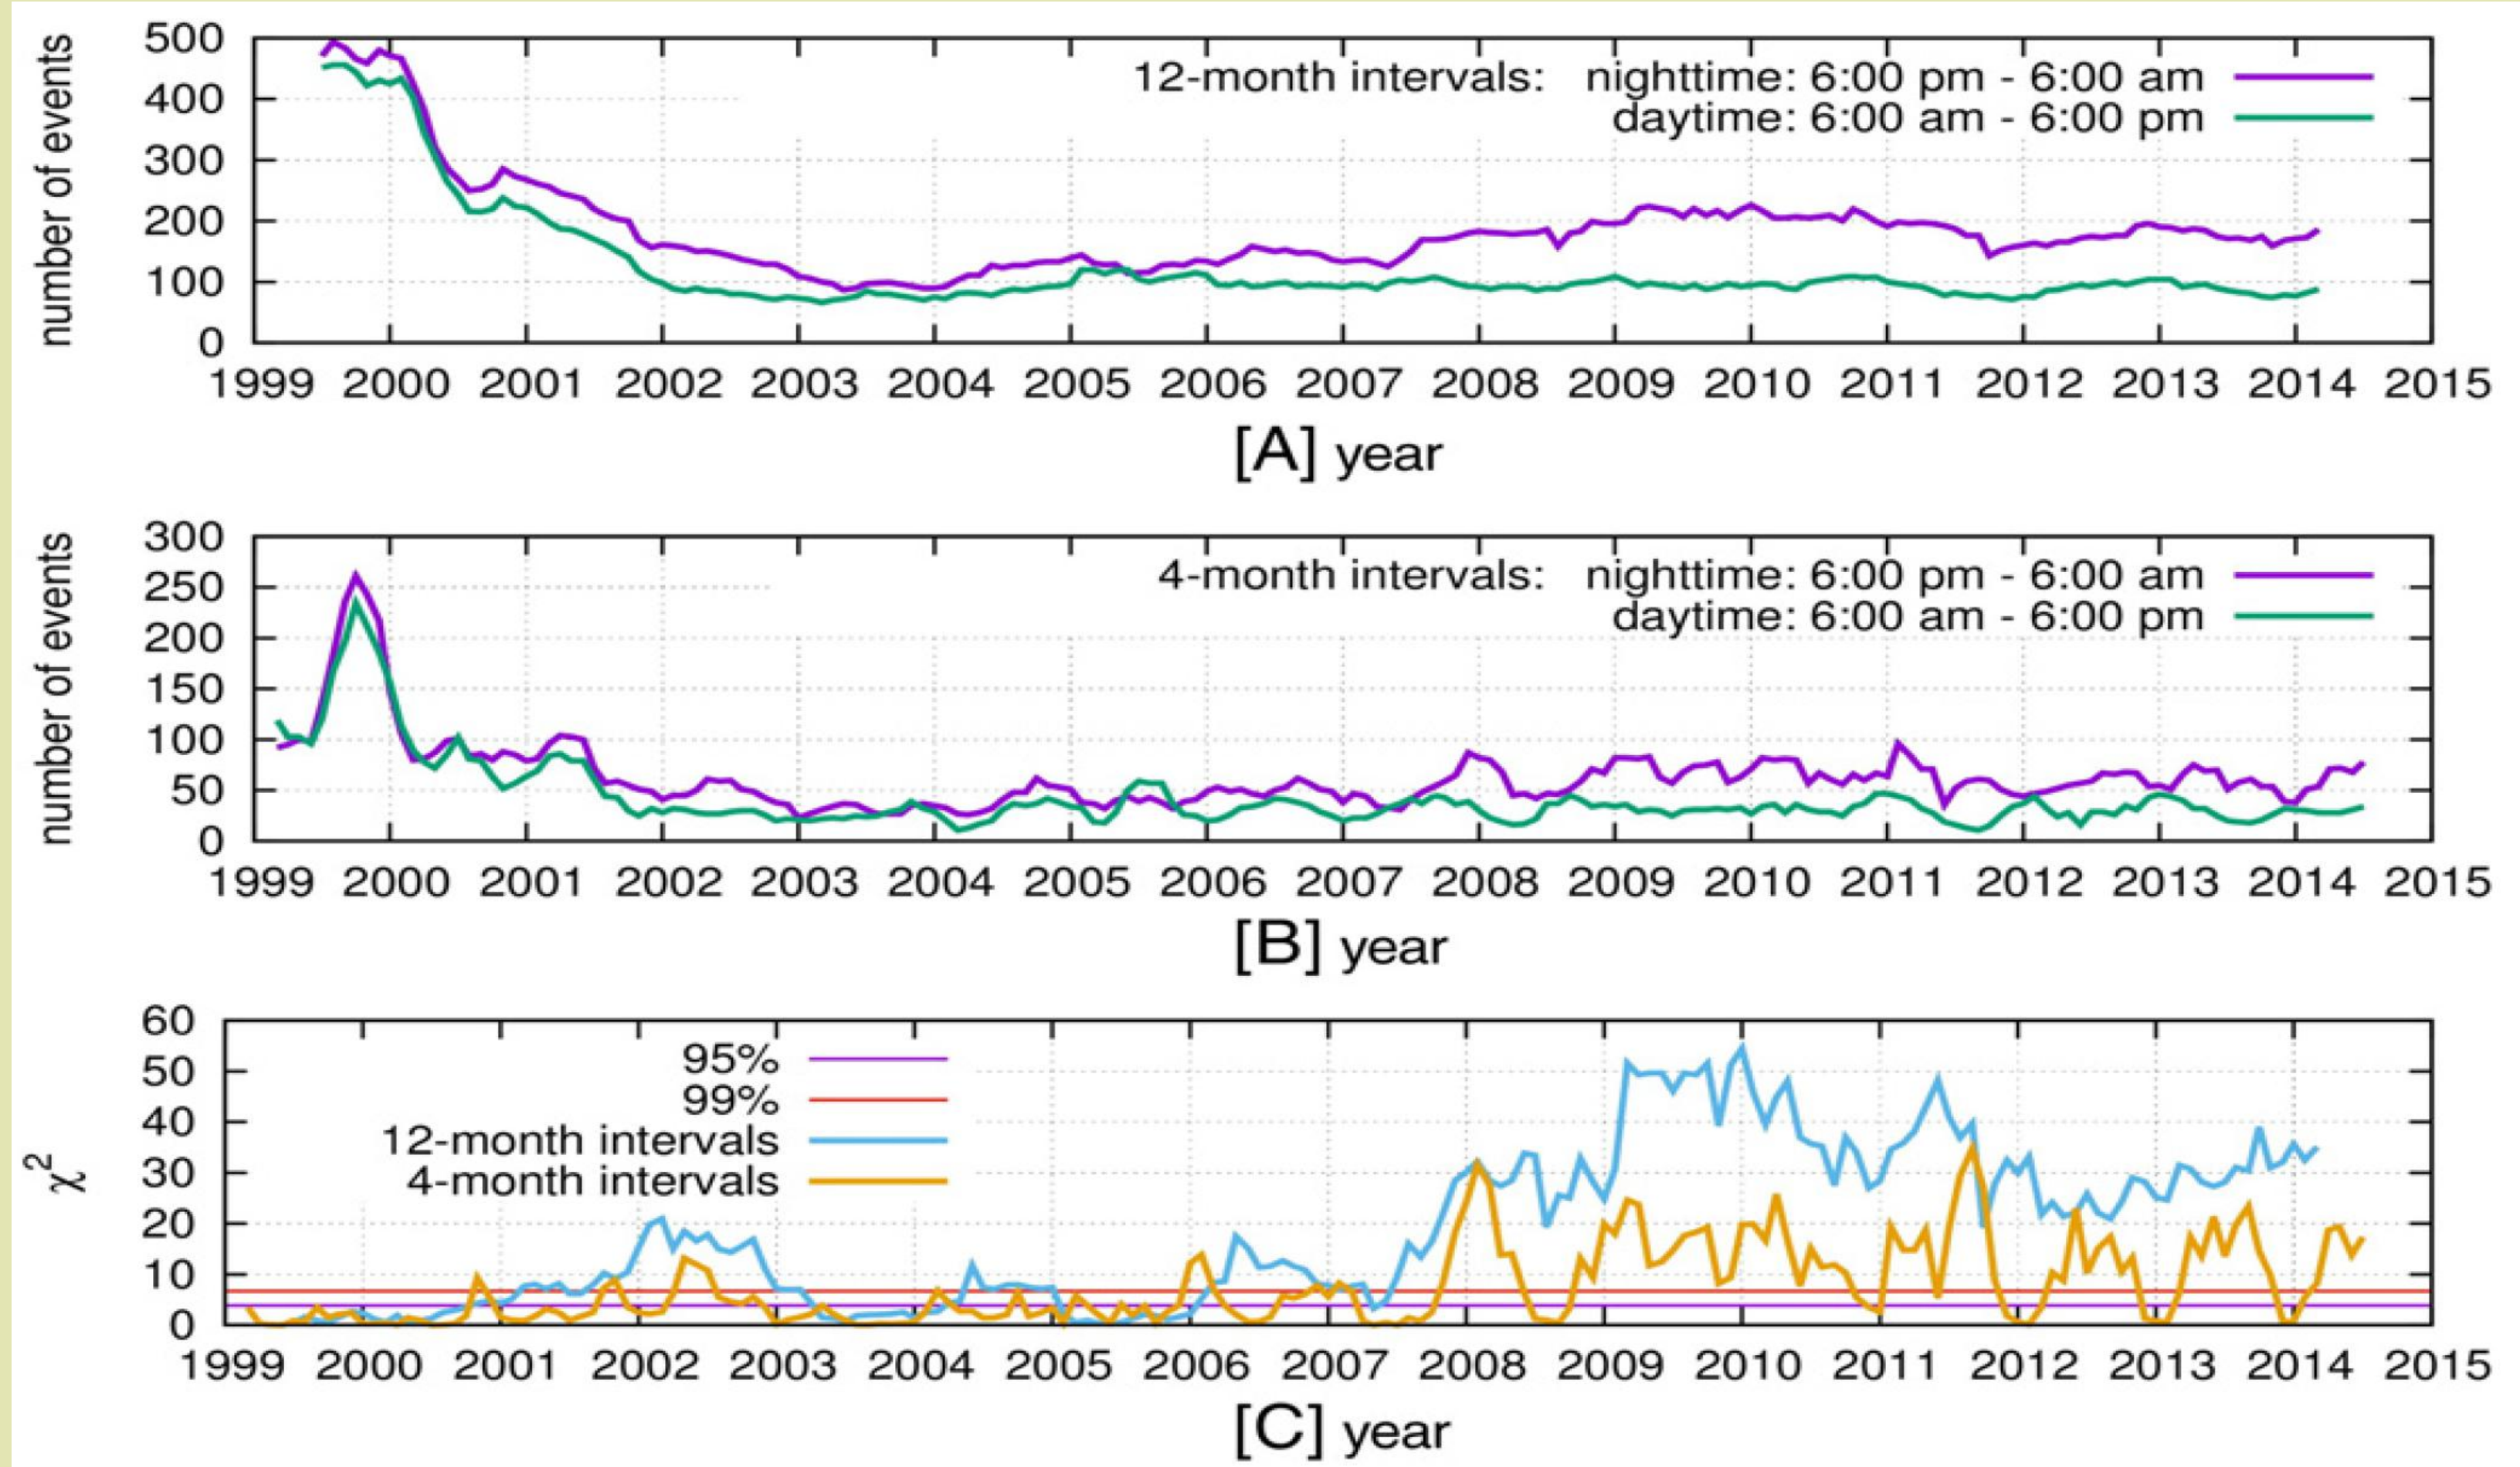 number of events
500
400
300
200
100
0
12-month intervals: nighttime: 6:00 pm - 6:00 am
daytime: 6:00 am - 6:00 pm
1999 2000 2001 2002 2003 2004 2005 2006 2007 2008 2009 2010 2011 2012 2013 2014 2015
[A] year
number of events
300
250
200
150
100
50
0
4-month intervals: nighttime: 6:00 pm - 6:00 am
daytime: 6:00 am - 6:00 pm
1999 2000 2001 2002 2003 2004 2005 2006 2007 2008 2009 2010 2011 2012 2013 2014 2015
[B] year
χ²
60
50
40
30
20
10
0
95%
99%
12-month intervals
4-month intervals
1999 2000 2001 2002 2003 2004 2005 2006 2007 2008 2009 2010 2011 2012 2013 2014 2015
[C] year